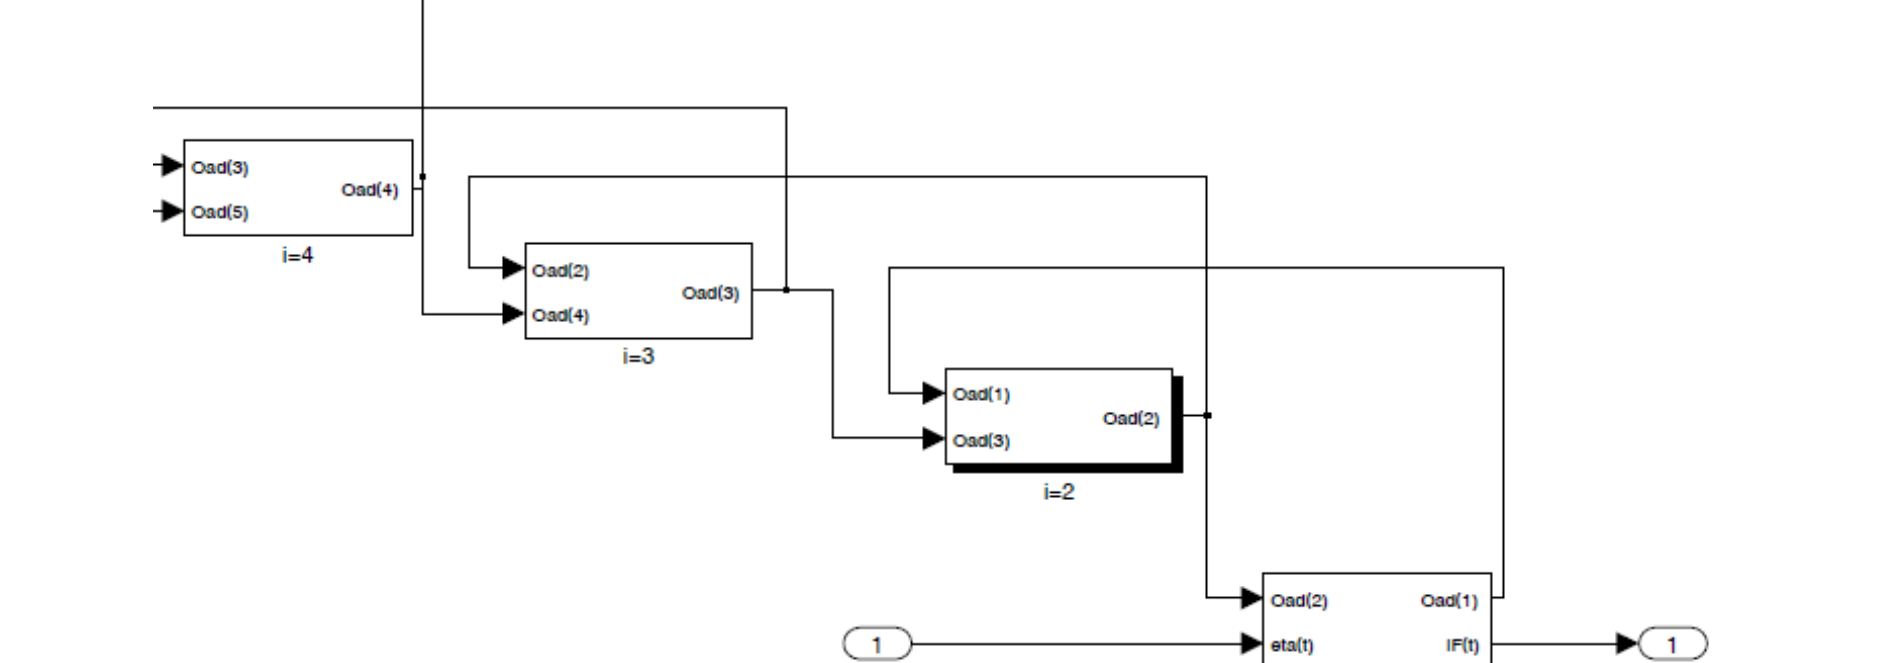 Oad(3)
Oad(4)
Oad(5)
i=4
Oad(2)
Oad(3)
Oad(4)
i=3
Oad(1)
Oad(2)
Oad(3)
i=2
Oad(2) Oad(1)
1 eta(t) IF(t) 1